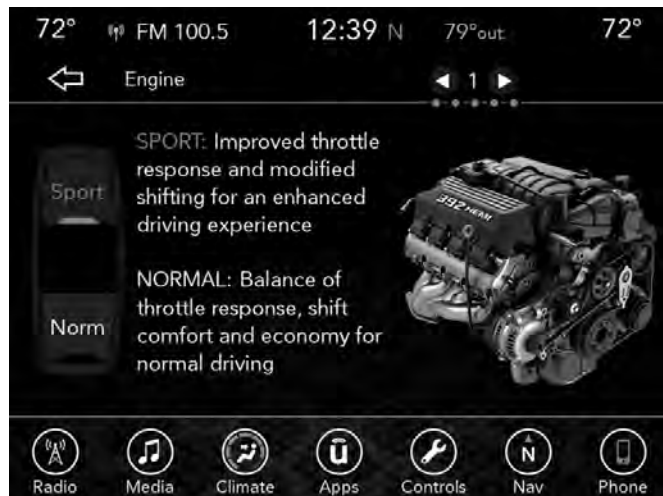 72° FM 100.5 12:39 N 79°out 72°
Engine 1
SPORT: Improved throttle
response and modified
shifting for an enhanced
driving experience
Sport
NORMAL: Balance of
throttle response, shift
comfort and economy for
normal driving
Norm
392 HEMI
Radio Media Climate Apps Controls Nav Phone
ū N